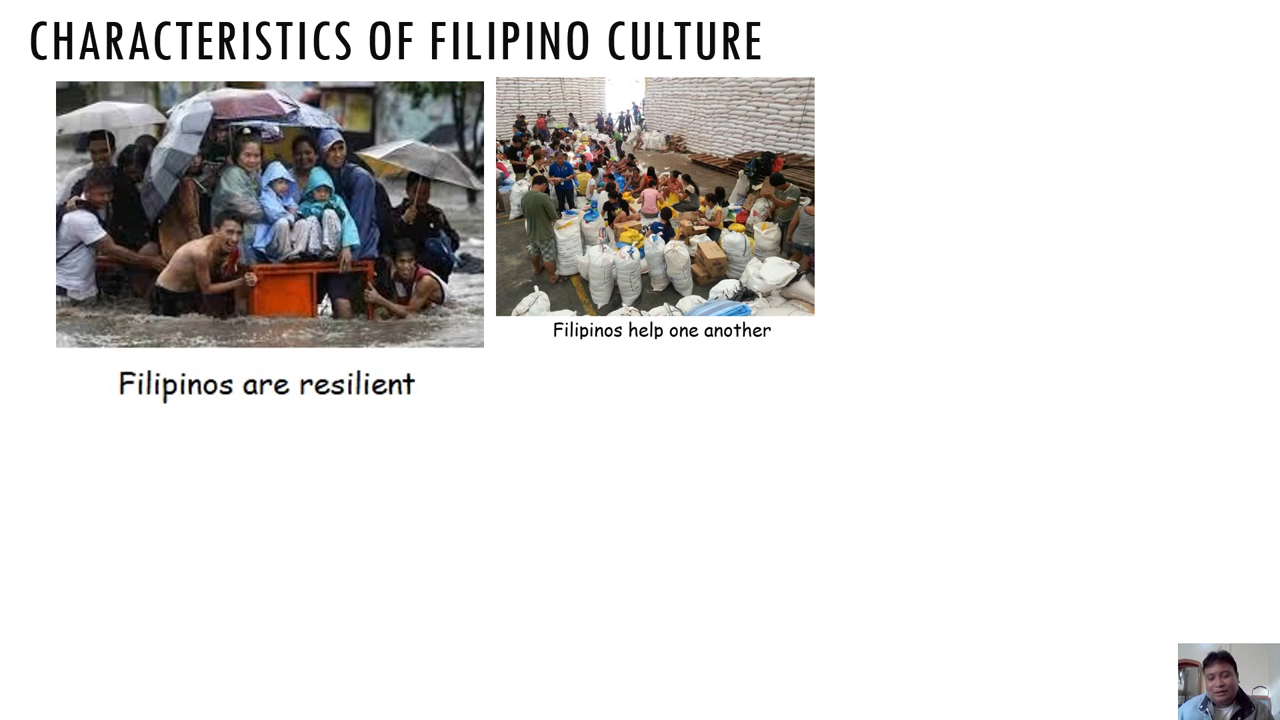 CHARACTERISTICS OF FILIPINO CULTURE
Filipinos help one another
Filipinos are resilient